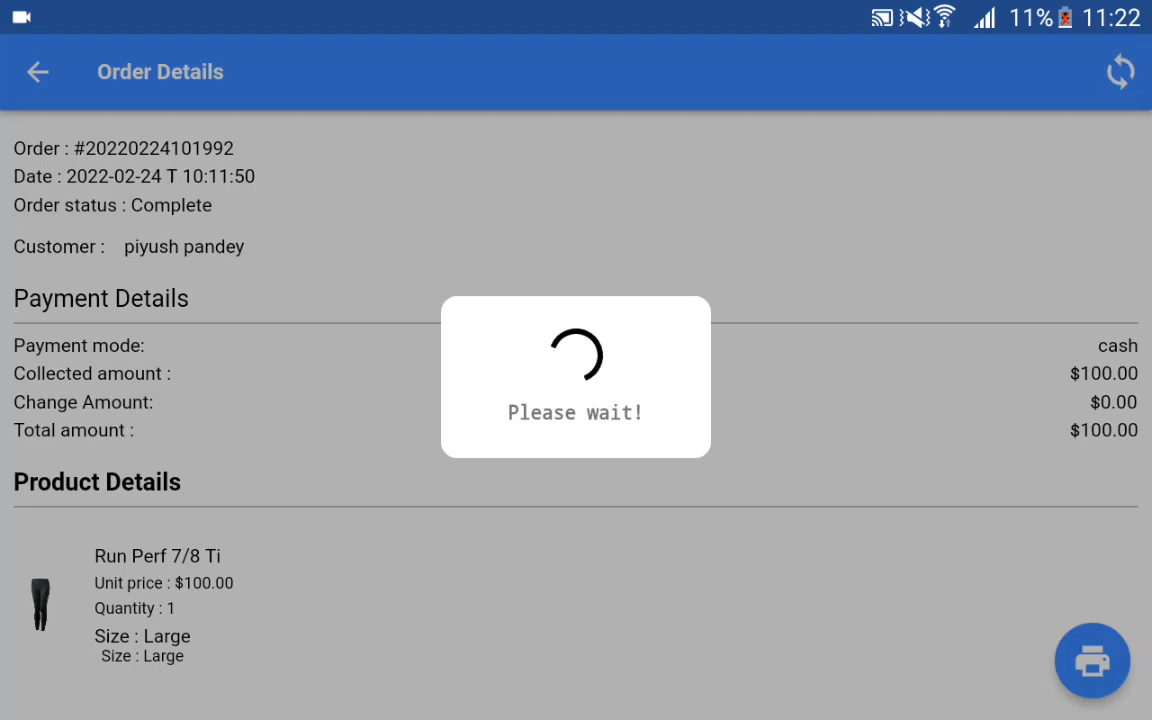 11% 11:22
Order Details
Order : #20220224101992
Date : 2022-02-24 T 10:11:50
Order status : Complete
Customer : piyush pandey
Payment Details
Payment mode: cash
Collected amount : $100.00
Change Amount: $0.00
Total amount : $100.00
Please wait!
Product Details
Run Perf 7/8 Ti
Unit price : $100.00
Quantity : 1
Size : Large
Size : Large